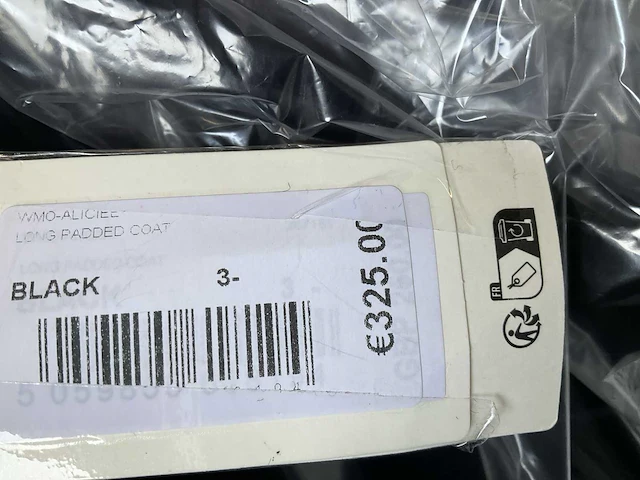 WMO-ALICIEE-
LONG PADDED COAT
BLACK 3-
€325.00
FR